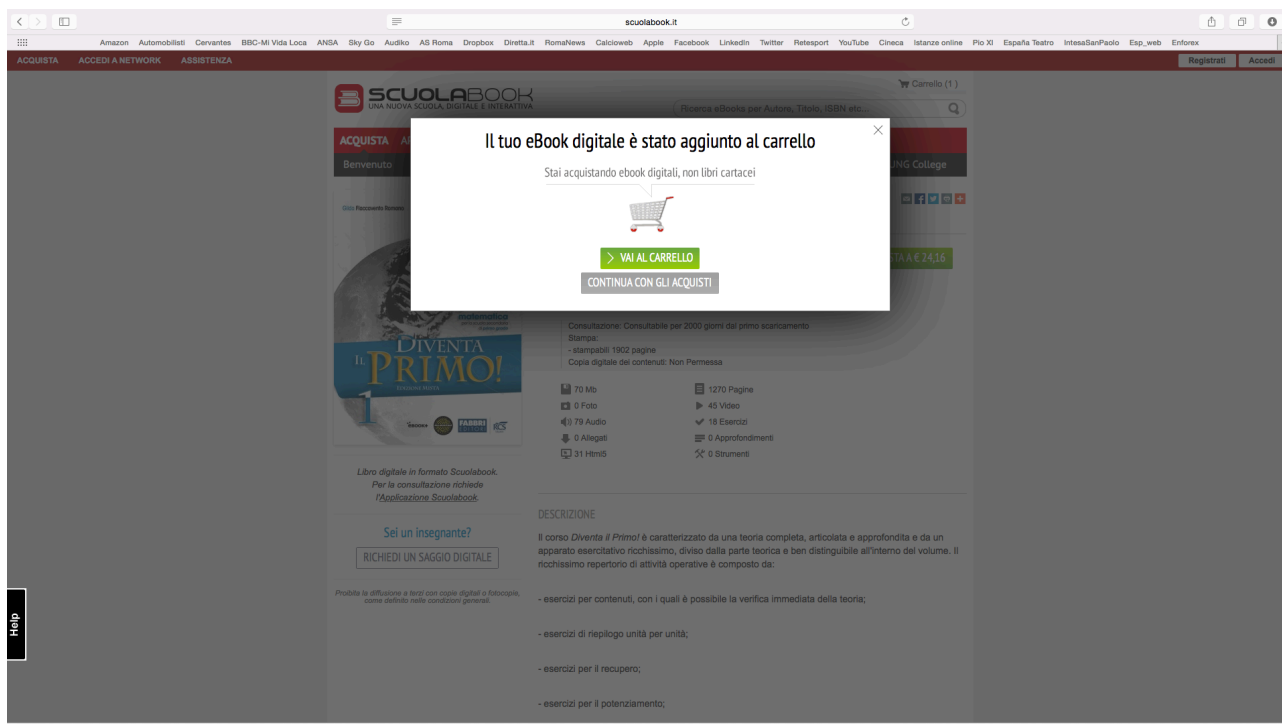 scuolabook.it
Amazon Automobilisti Cervantes BBC-Mi Vida Loca ANSA Sky Go Audiko AS Roma Dropbox Diretta.it RomaNews Calcioweb Apple Facebook LinkedIn Twitter Retesport YouTube Cineca Istanze online Pio XI España Teatro IntesaSanPaolo Esp_web Enforex
ACQUISTA ACCEDI A NETWORK ASSISTENZA Registrati Accedi
SCUOLABOOK
UNA NUOVA SCUOLA, DIGITALE E INTERATTIVA
Carrello (1)
Ricerca eBooks per Autore, Titolo, ISBN etc...
ACQUISTA
Benvenuto
College
Il tuo eBook digitale è stato aggiunto al carrello
Stai acquistando ebook digitali, non libri cartacei
VAI AL CARRELLO
CONTINUA CON GLI ACQUISTI
A € 24,16
matematica
DIVENTA
IL PRIMO!
EDIZIONE MISTA
1
FABBRI
Consultazione: Consultabile per 2000 giorni dal primo scaricamento
Stampa:
- stampabili 1902 pagine
Copia digitale dei contenuti: Non Permessa
70 Mb 1270 Pagine
0 Foto 45 Video
79 Audio 18 Esercizi
0 Allegati 0 Approfondimenti
31 Html5 0 Strumenti
Libro digitale in formato Scuolabook.
Per la consultazione richiede
l'Applicazione Scuolabook.
Sei un insegnante?
RICHIEDI UN SAGGIO DIGITALE
Proibita la diffusione a terzi con copie digitali o fotocopie,
come definito nelle condizioni generali.
DESCRIZIONE
Il corso Diventa il Primo! è caratterizzato da una teoria completa, articolata e approfondita e da un
apparato esercitativo ricchissimo, diviso dalla parte teorica e ben distinguibile all'interno del volume. Il
ricchissimo repertorio di attività operative è composto da:
- esercizi per contenuti, con i quali è possibile la verifica immediata della teoria;
- esercizi di riepilogo unità per unità;
- esercizi per il recupero;
- esercizi per il potenziamento;
Help